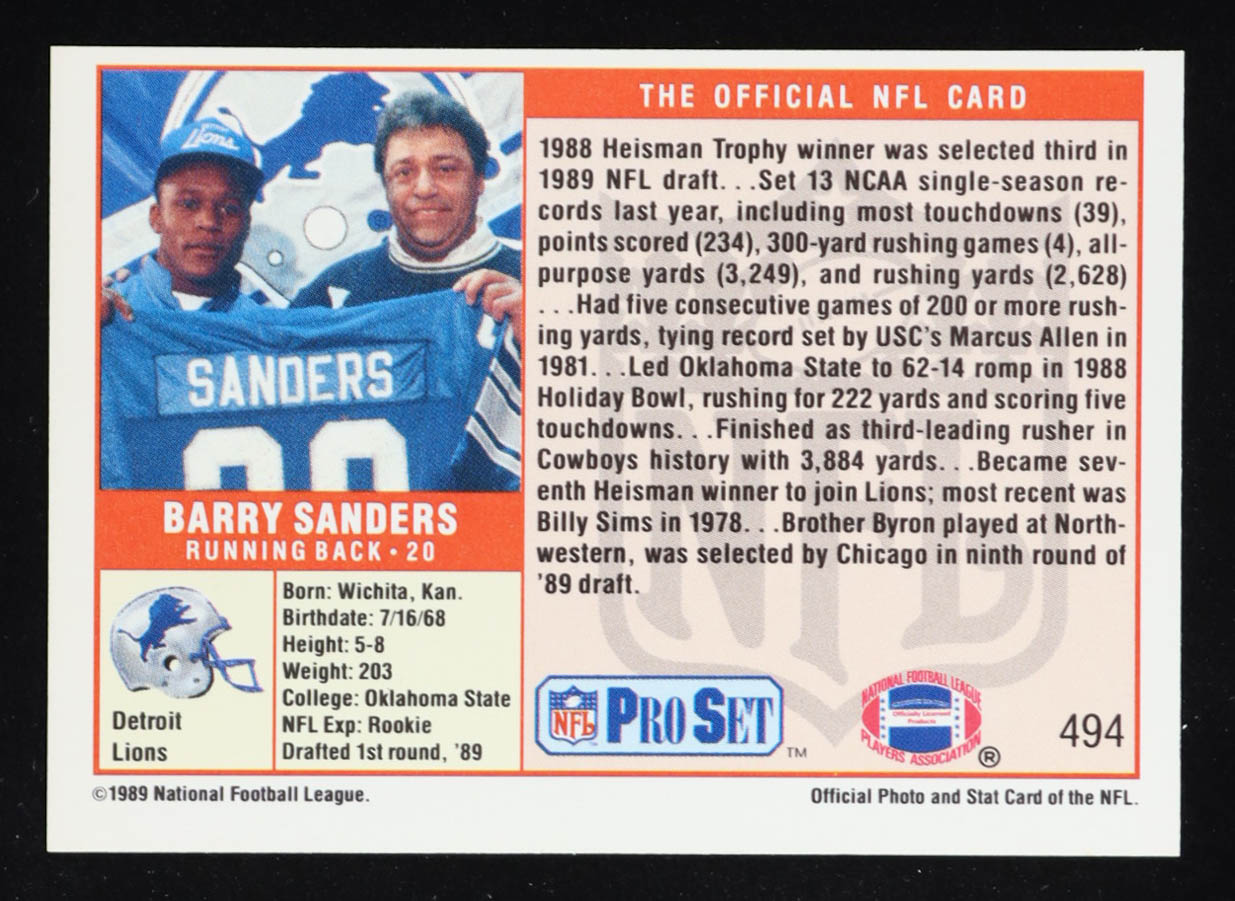 Lions
SANDERS
BARRY SANDERS
RUNNING BACK • 20
Detroit
Lions
Born: Wichita, Kan.
Birthdate: 7/16/68
Height: 5-8
Weight: 203
College: Oklahoma State
NFL Exp: Rookie
Drafted 1st round, '89
THE OFFICIAL NFL CARD
1988 Heisman Trophy winner was selected third in
1989 NFL draft. . .Set 13 NCAA single-season re-
cords last year, including most touchdowns (39),
points scored (234), 300-yard rushing games (4), all-
purpose yards (3,249), and rushing yards (2,628)
. . .Had five consecutive games of 200 or more rush-
ing yards, tying record set by USC's Marcus Allen in
1981. . .Led Oklahoma State to 62-14 romp in 1988
Holiday Bowl, rushing for 222 yards and scoring five
touchdowns. . .Finished as third-leading rusher in
Cowboys history with 3,884 yards. . .Became sev-
enth Heisman winner to join Lions; most recent was
Billy Sims in 1978. . .Brother Byron played at North-
western, was selected by Chicago in ninth round of
'89 draft.
NFL
NFL PRO SET ™
NATIONAL FOOTBALL LEAGUE
Officially Licensed
Products
PLAYERS ASSOCIATION ®
494
©1989 National Football League.
Official Photo and Stat Card of the NFL.